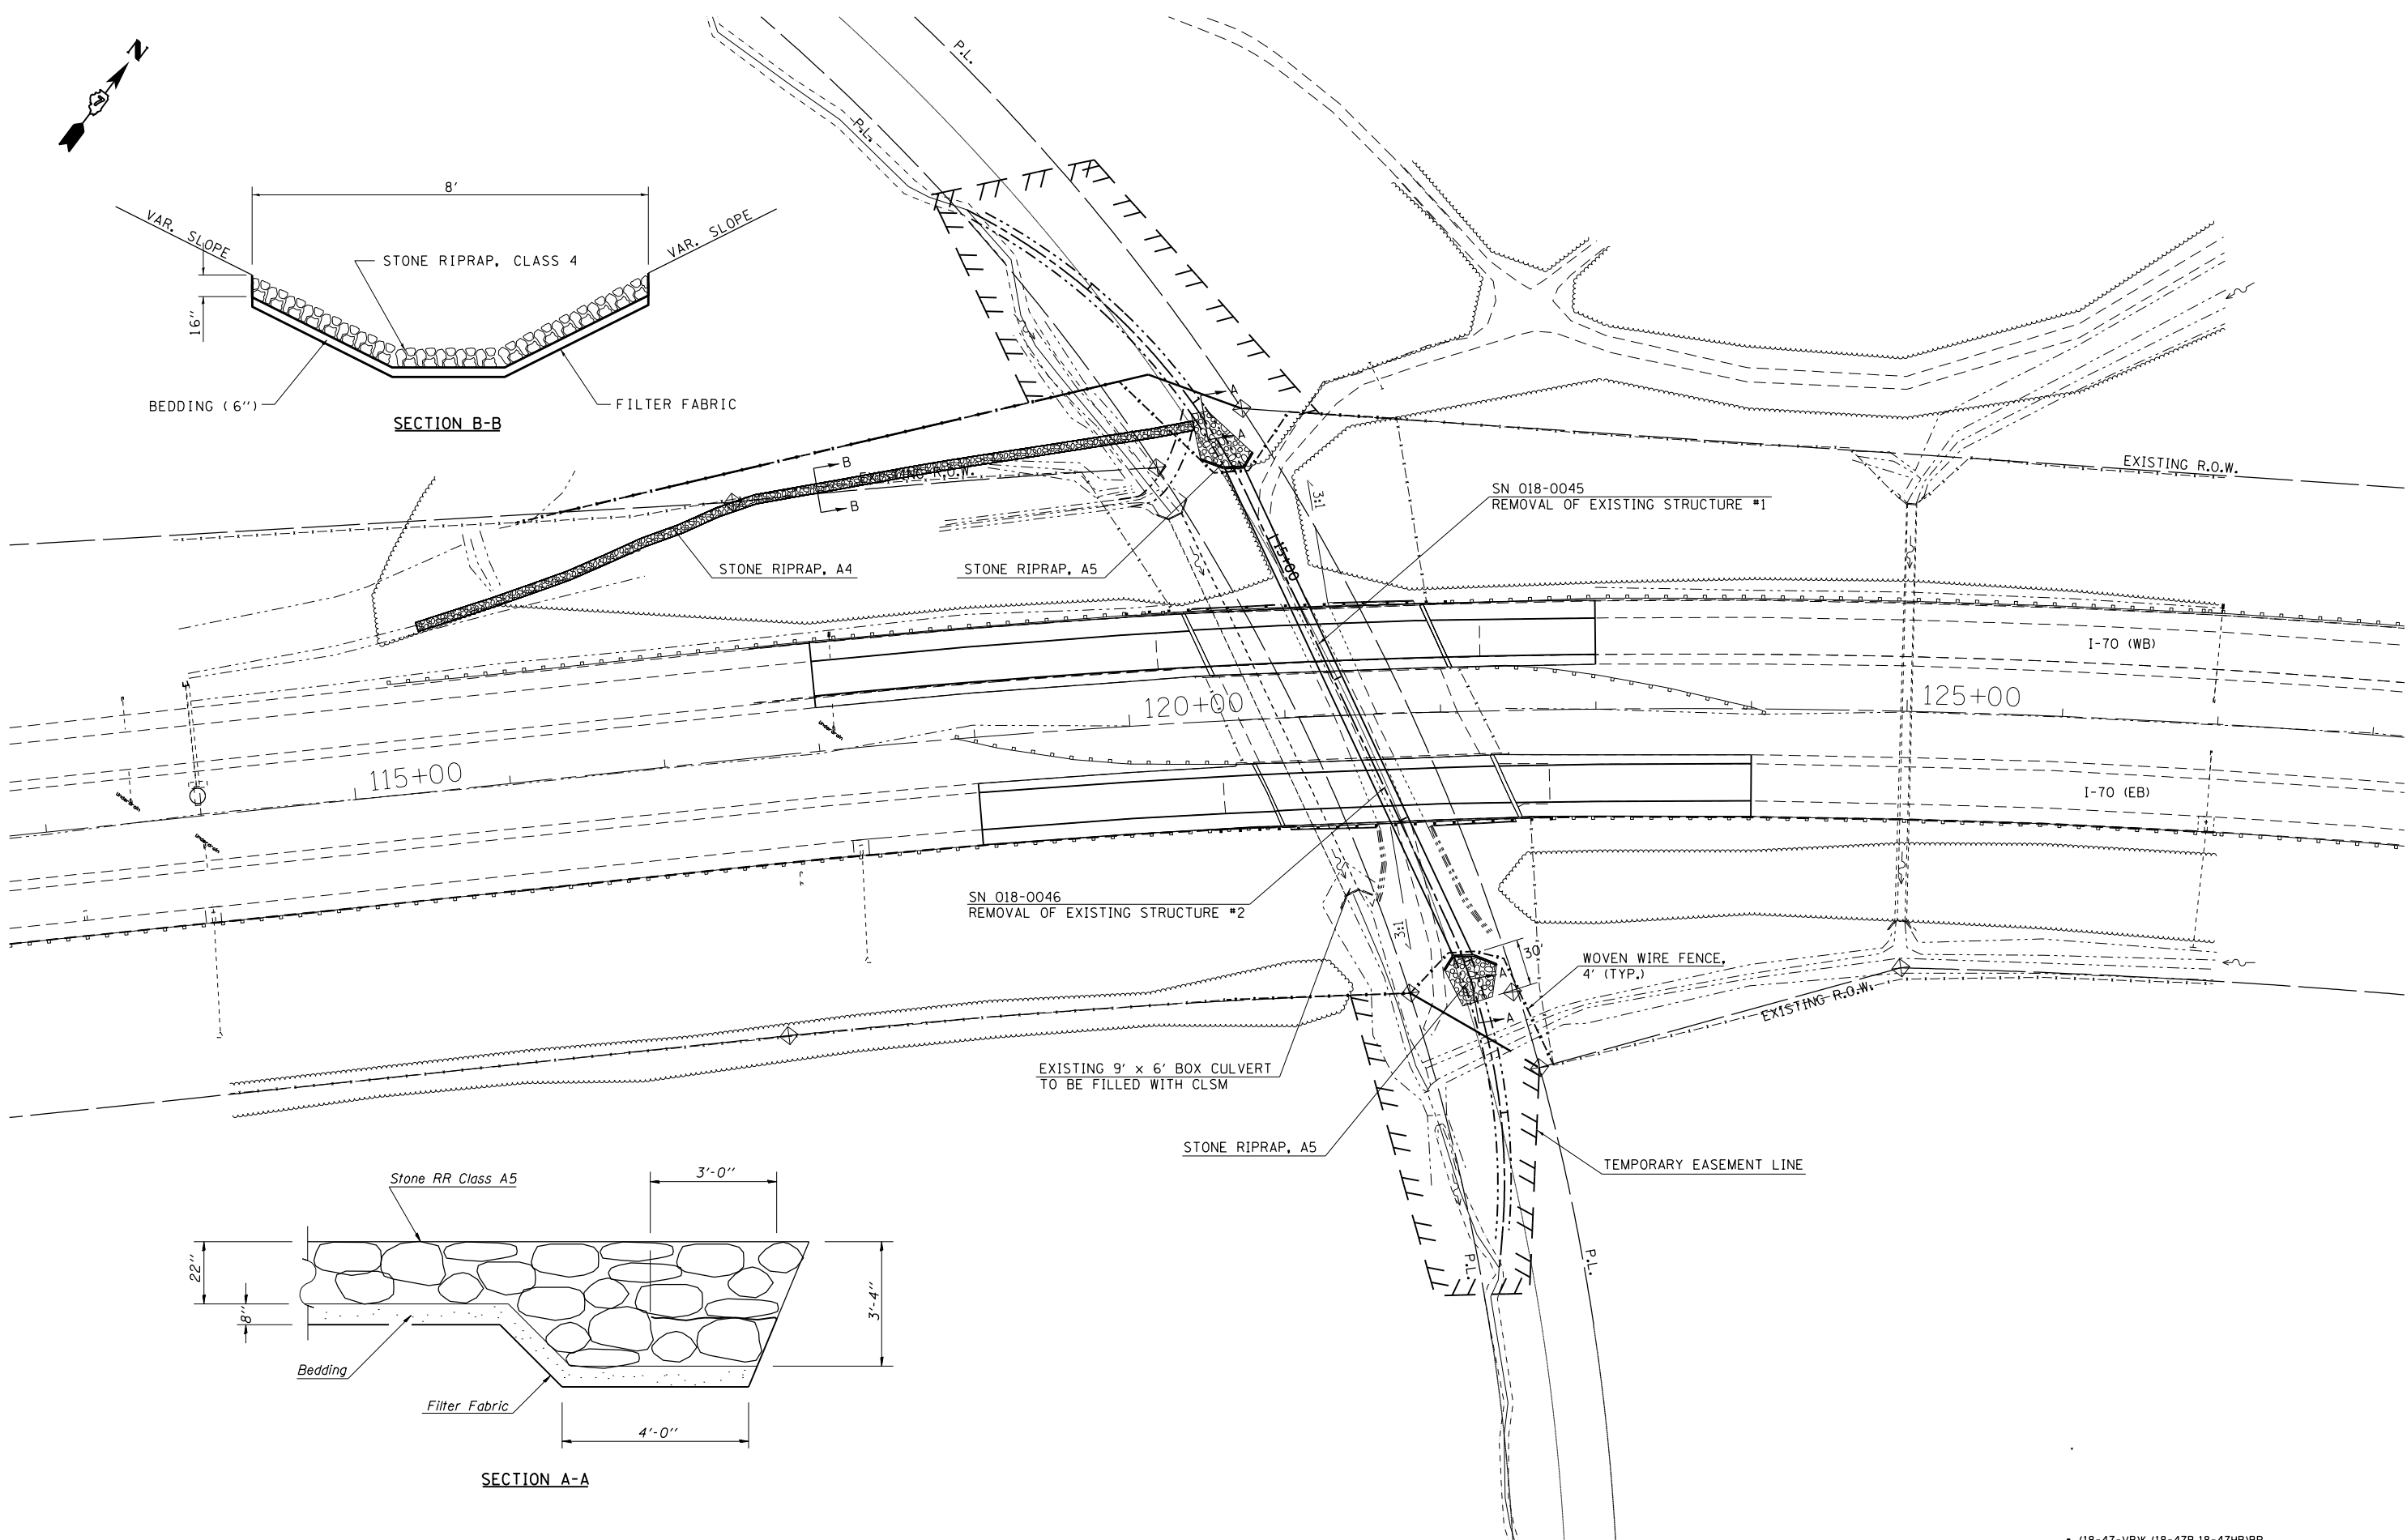 N
P.L.
P.L.
8'
VAR. SLOPE
VAR. SLOPE
STONE RIPRAP, CLASS 4
16"
BEDDING (6")
FILTER FABRIC
SECTION B-B
A
A
B
EXISTING R.O.W.
B
EXISTING R.O.W.
SN 018-0045
REMOVAL OF EXISTING STRUCTURE #1
3:1
115+00
STONE RIPRAP, A4
STONE RIPRAP, A5
I-70 (WB)
120+00
125+00
115+00
I-70 (EB)
SN 018-0046
REMOVAL OF EXISTING STRUCTURE #2
3:1
30'
WOVEN WIRE FENCE,
4' (TYP.)
A
A
EXISTING R.O.W.
EXISTING 9' x 6' BOX CULVERT
TO BE FILLED WITH CLSM
STONE RIPRAP, A5
TEMPORARY EASEMENT LINE
P.L.
P.L.
Stone RR Class A5
3'-0"
22"
8"
3'-4"
Bedding
Filter Fabric
4'-0"
SECTION A-A